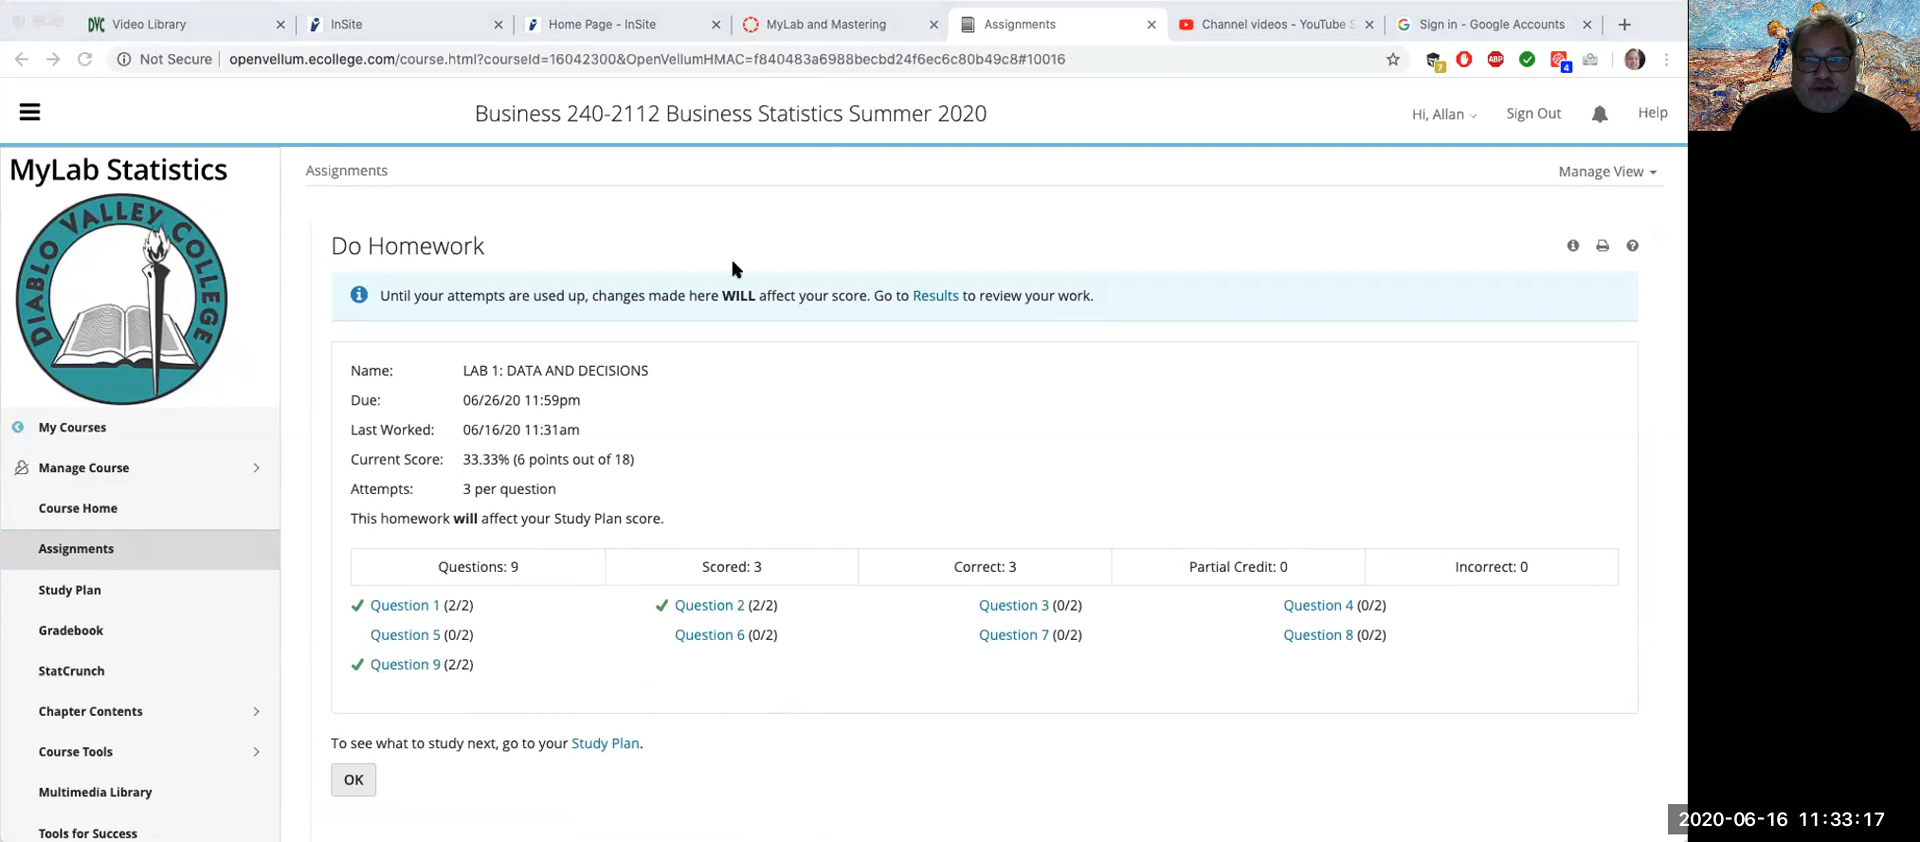 DVC Video Library
InSite
Home Page - InSite
MyLab and Mastering
Assignments
Channel videos - YouTube S
Sign in - Google Accounts
Not Secure openvellum.ecollege.com/course.html?courseId=16042300&OpenVellumHMAC=f840483a6988becbd24f6ec6c80b49c8#10016
7
ABP
4
Business 240-2112 Business Statistics Summer 2020
Hi, Allan
Sign Out
Help
MyLab Statistics
DIABLO VALLEY COLLEGE
My Courses
Manage Course
Course Home
Assignments
Study Plan
Gradebook
StatCrunch
Chapter Contents
Course Tools
Multimedia Library
Tools for Success
Assignments
Manage View
Do Homework
Until your attempts are used up, changes made here WILL affect your score. Go to Results to review your work.
Name: LAB 1: DATA AND DECISIONS
Due: 06/26/20 11:59pm
Last Worked: 06/16/20 11:31am
Current Score: 33.33% (6 points out of 18)
Attempts: 3 per question
This homework will affect your Study Plan score.
Questions: 9 Scored: 3 Correct: 3 Partial Credit: 0 Incorrect: 0
Question 1 (2/2) Question 2 (2/2) Question 3 (0/2) Question 4 (0/2)
Question 5 (0/2) Question 6 (0/2) Question 7 (0/2) Question 8 (0/2)
Question 9 (2/2)
To see what to study next, go to your Study Plan.
OK
2020-06-16 11:33:17